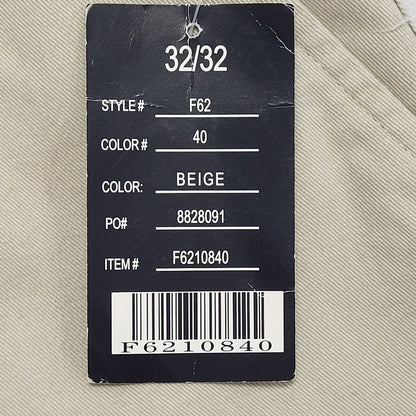 32/32
STYLE# F62
COLOR# 40
COLOR: BEIGE
PO# 8828091
ITEM# F6210840
F6210840